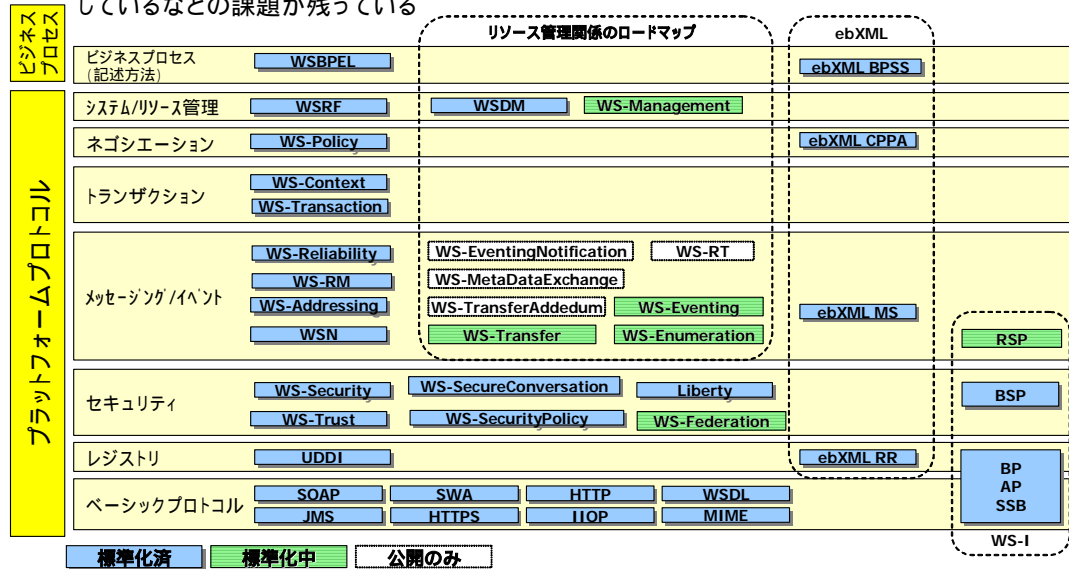 しているなどの課題が残っている
ビジネス
プロセス
リソース管理関係のロードマップ
ebXML
ビジネスプロセス
(記述方法)
WSBPEL
ebXML BPSS
プラットフォームプロトコル
システム/リソース管理
WSRF
WSDM
WS-Management
ネゴシエーション
WS-Policy
ebXML CPPA
トランザクション
WS-Context
WS-Transaction
メッセージング/イベント
WS-Reliability
WS-EventingNotification
WS-RT
WS-RM
WS-MetaDataExchange
WS-Addressing
WS-TransferAddedum
WS-Eventing
ebXML MS
WSN
WS-Transfer
WS-Enumeration
RSP
セキュリティ
WS-Security
WS-SecureConversation
Liberty
BSP
WS-Trust
WS-SecurityPolicy
WS-Federation
レジストリ
UDDI
ebXML RR
BP
AP
SSB
ベーシックプロトコル
SOAP
SWA
HTTP
WSDL
JMS
HTTPS
IIOP
MIME
WS-I
標準化済
標準化中
公開のみ